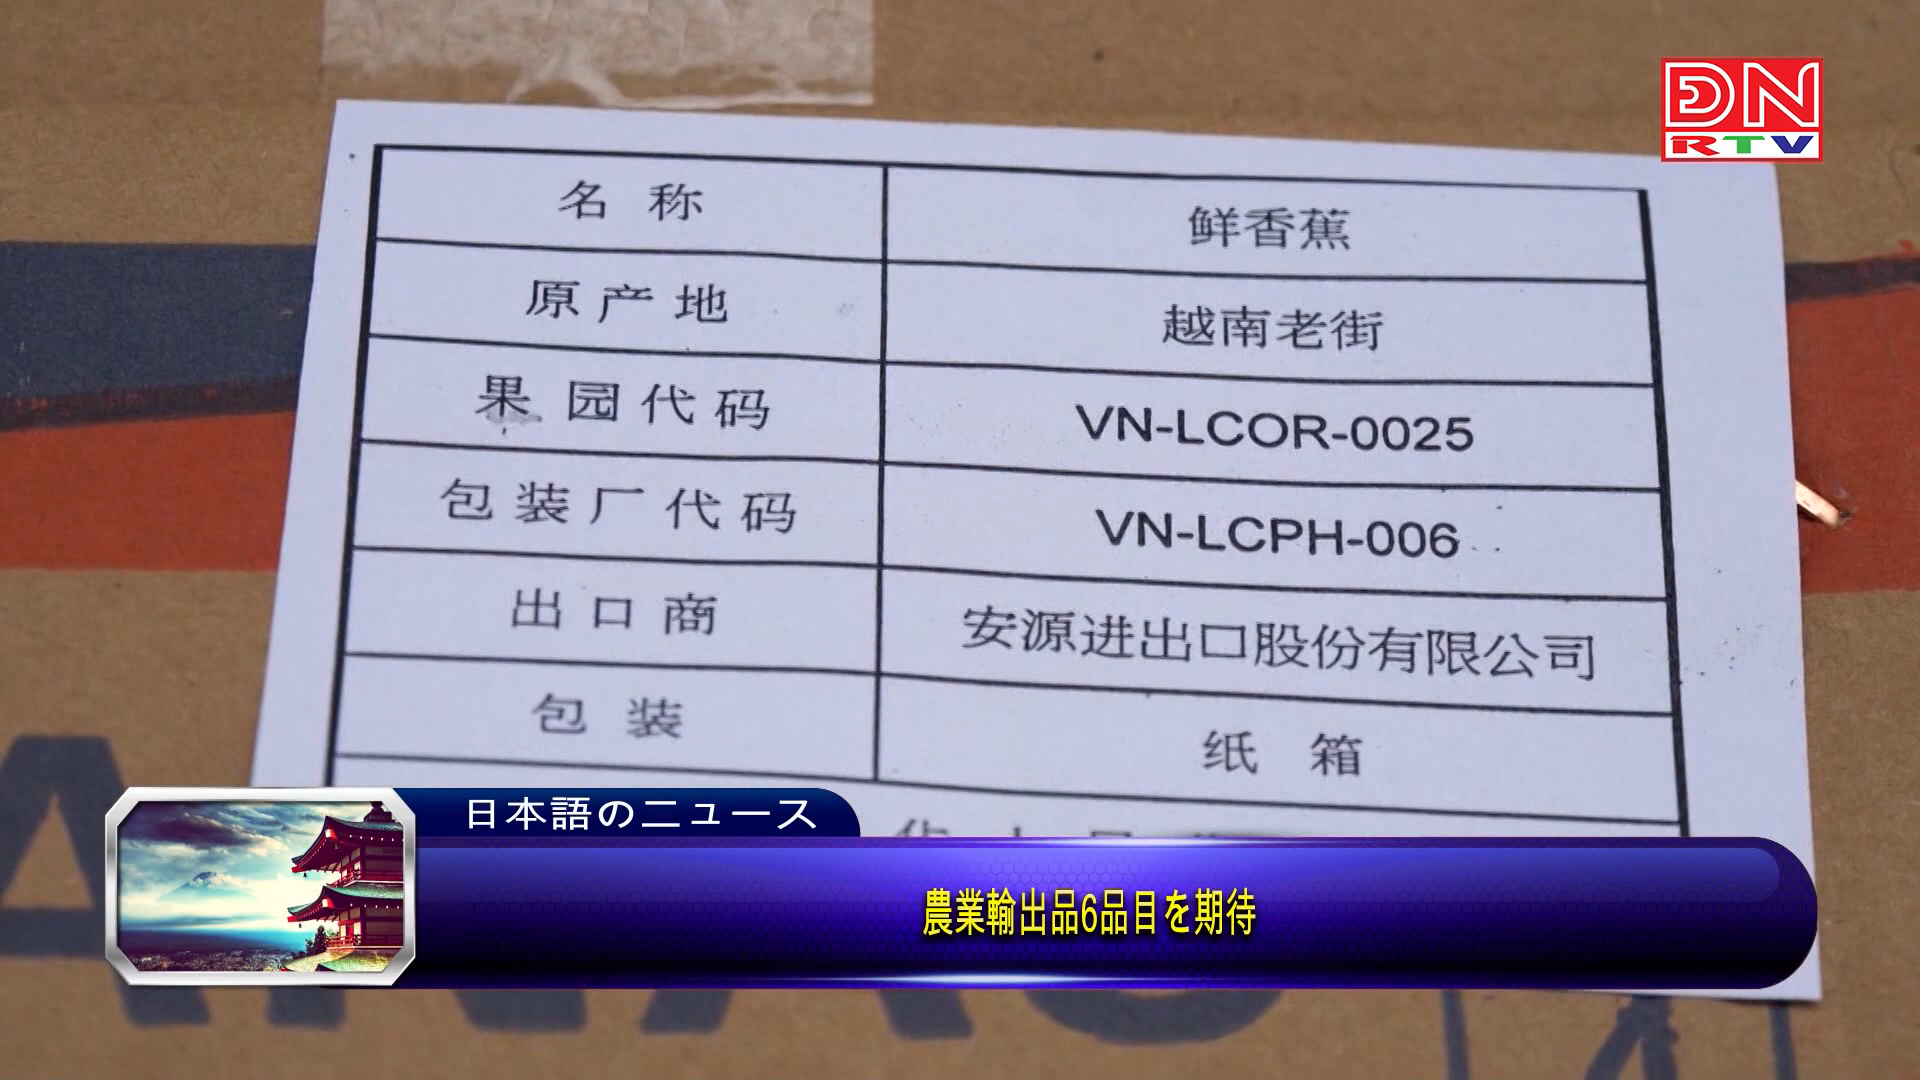 DN
RTV
名 称 鲜香蕉
原产地 越南老街
果园代码 VN-LCOR-0025
包装厂代码 VN-LCPH-006
出口商 安源进出口股份有限公司
包 装 纸 箱
日本語のニュース
農業輸出品6品目を期待